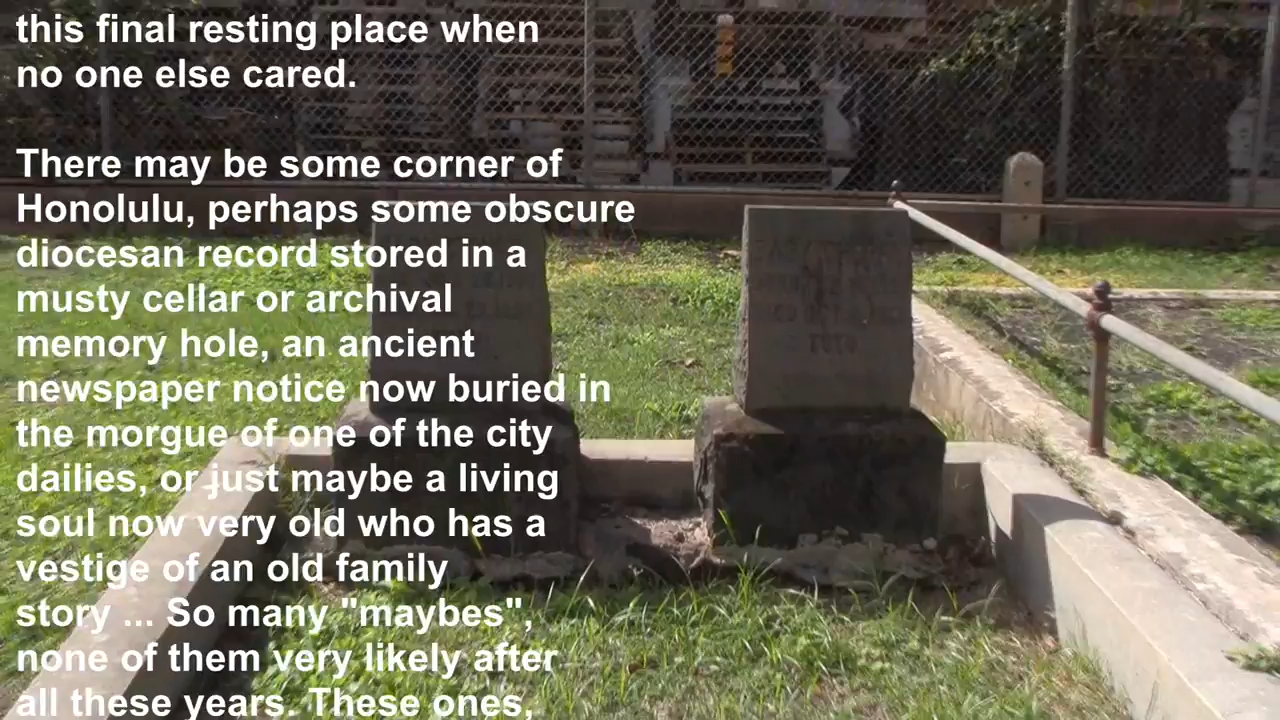 this final resting place when
no one else cared.
There may be some corner of
Honolulu, perhaps some obscure
diocesan record stored in a
musty cellar or archival
memory hole, an ancient
newspaper notice now buried in
the morgue of one of the city
dailies, or just maybe a living
soul now very old who has a
vestige of an old family
story ... So many "maybes",
none of them very likely after
all these years. These ones,